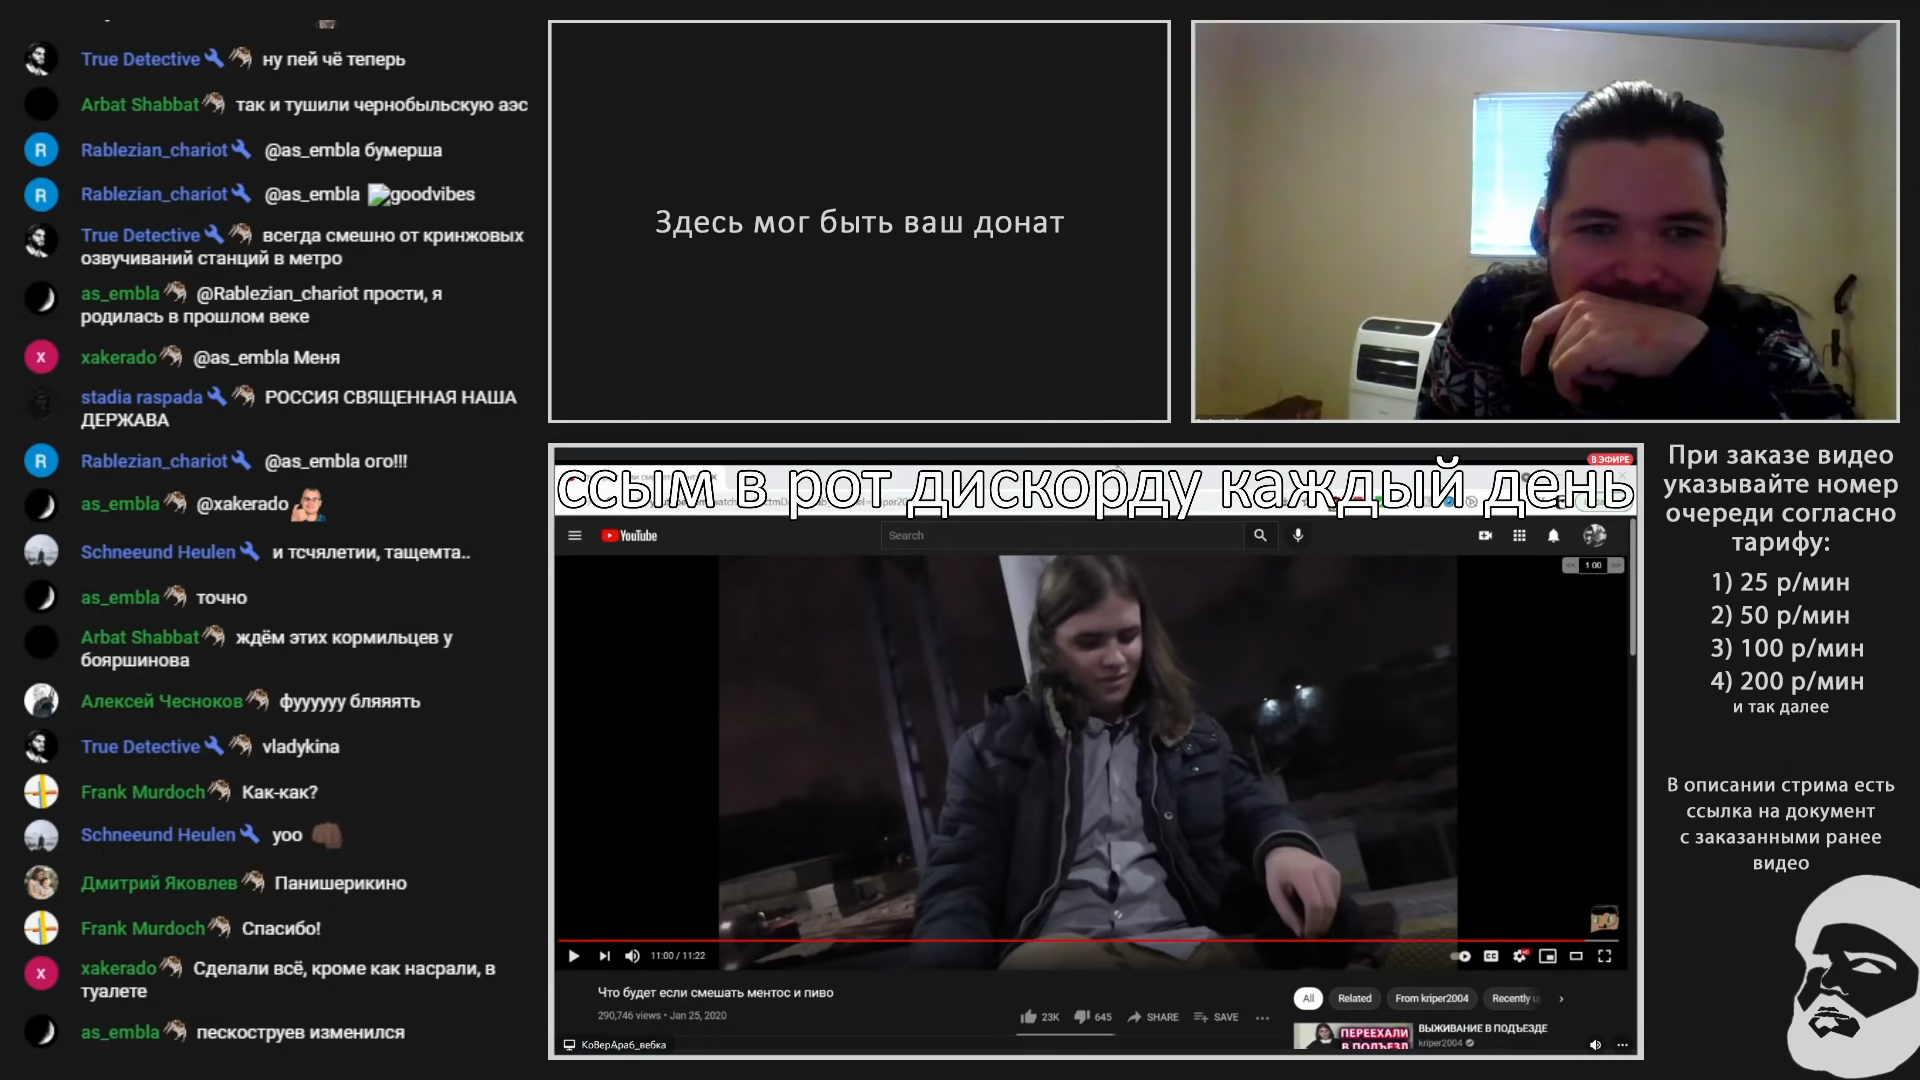 True Detective ну пей чё теперь
Arbat Shabbat так и тушили чернобыльскую аэс
R Rablezian_chariot @as_embla бумерша
R Rablezian_chariot @as_embla goodvibes
True Detective всегда смешно от кринжовых
озвучиваний станций в метро
as_embla @Rablezian_chariot прости, я
родилась в прошлом веке
x xakerado @as_embla Меня
stadia raspada РОССИЯ СВЯЩЕННАЯ НАША
ДЕРЖАВА
R Rablezian_chariot @as_embla ого!!!
as_embla @xakerado
Schneeund Heulen и тсчялетии, тащемта..
as_embla точно
Arbat Shabbat ждём этих кормильцев у
бояршинова
Алексей Чесноков фуууууу бляяять
True Detective vladykina
Frank Murdoch Как-как?
Schneeund Heulen yoo
Дмитрий Яковлев Панишерикино
Frank Murdoch Спасибо!
x xakerado Сделали всё, кроме как насрали, в
туалете
as_embla пескоструев изменился
Здесь мог быть ваш донат
В ЭФИРЕ
ссым в рот дискорду каждый день
YouTube
Search
1.00
11:00 / 11:22
Что будет если смешать ментос и пиво
290,746 views • Jan 25, 2020
23K 645 SHARE SAVE
All Related From kriper2004 Recently
ПЕРЕЕХАЛИ
В ПОДЪЕЗД
ВЫЖИВАНИЕ В ПОДЪЕЗДЕ
kriper2004
КоВерАраб_вебка
При заказе видео
указывайте номер
очереди согласно
тарифу:
1) 25 р/мин
2) 50 р/мин
3) 100 р/мин
4) 200 р/мин
и так далее
В описании стрима есть
ссылка на документ
с заказанными ранее
видео